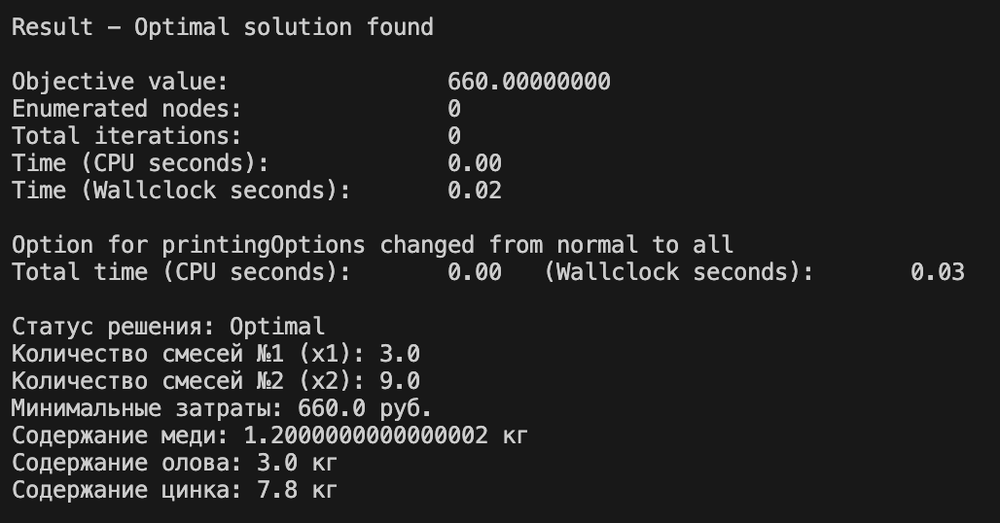 Result - Optimal solution found
Objective value: 660.00000000
Enumerated nodes: 0
Total iterations: 0
Time (CPU seconds): 0.00
Time (Wallclock seconds): 0.02
Option for printingOptions changed from normal to all
Total time (CPU seconds): 0.00 (Wallclock seconds): 0.03
Статус решения: Optimal
Количество смесей №1 (x1): 3.0
Количество смесей №2 (x2): 9.0
Минимальные затраты: 660.0 руб.
Содержание меди: 1.2000000000000002 кг
Содержание олова: 3.0 кг
Содержание цинка: 7.8 кг